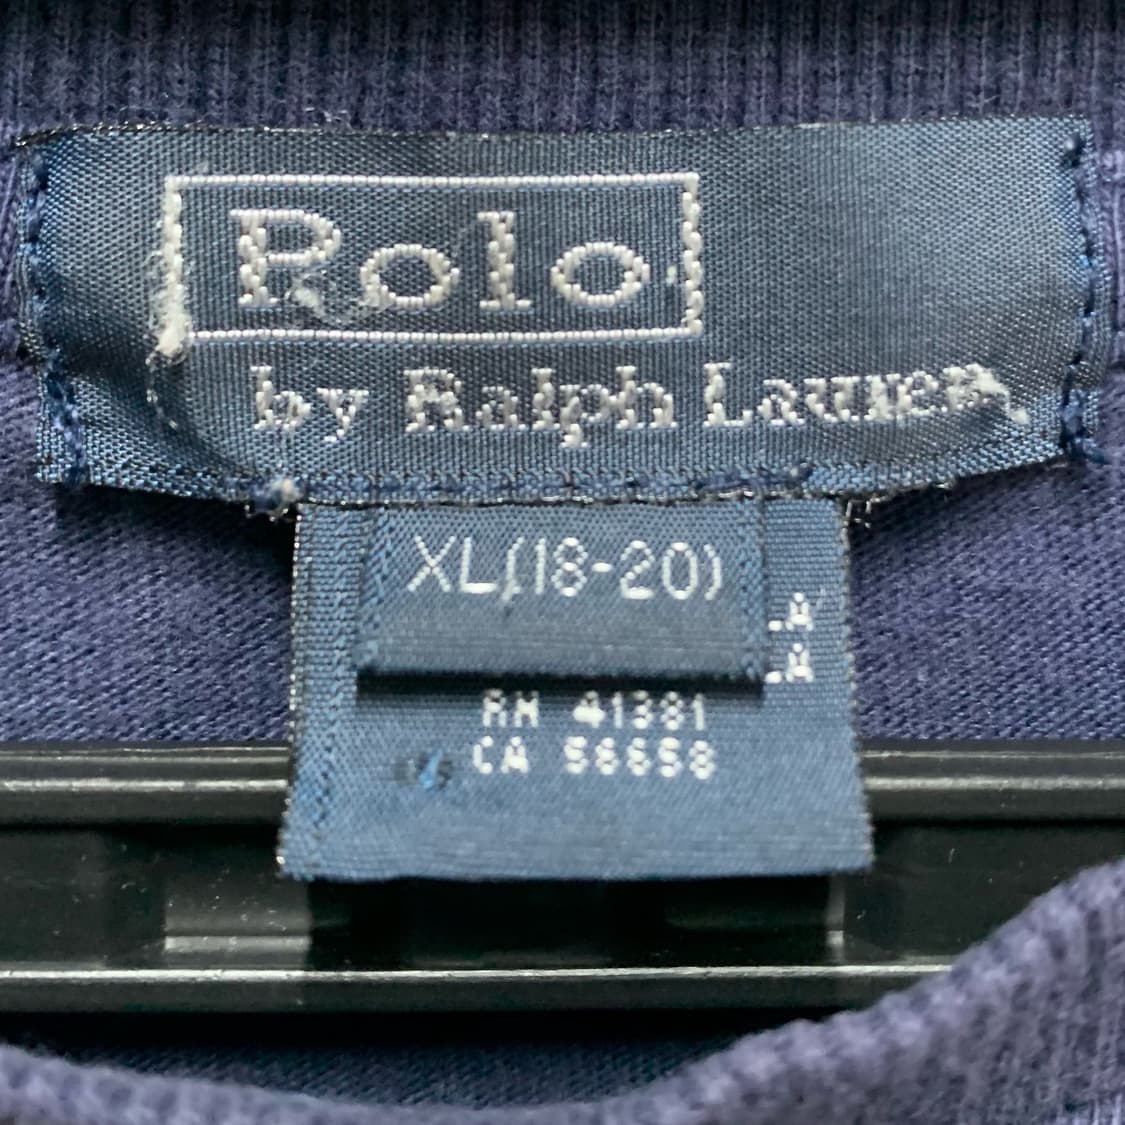 Polo
by Ralph Lauren
XL(18-20)
RN 41381
CA 56658